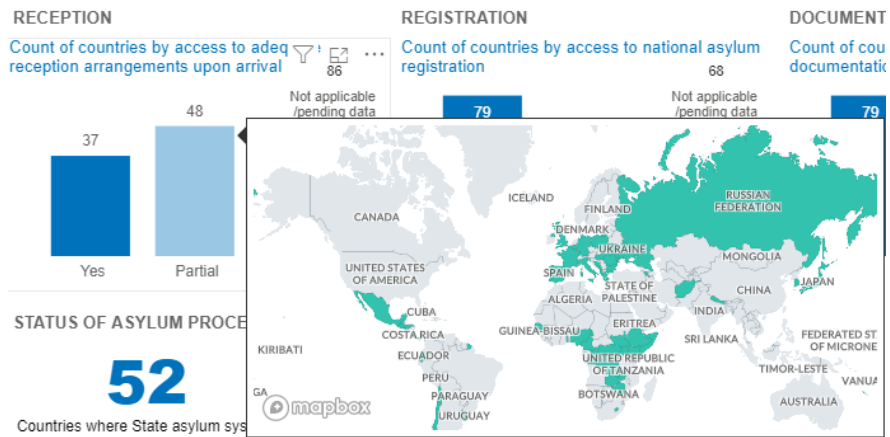 RECEPTION
Count of countries by access to adeq
reception arrangements upon arrival
86
Not applicable
/pending data
37
48
Yes
Partial
REGISTRATION
Count of countries by access to national asylum
registration
68
Not applicable
/pending data
79
DOCUMENT
Count of cou
documentatio
79
STATUS OF ASYLUM PROCE
52
Countries where State asylum sys
CANADA
UNITED STATES
OF AMERICA
CUBA
COSTA RICA
ECUADOR
PERU
PARAGUAY
URUGUAY
KIRIBATI
GA
ICELAND
FINLAND
DENMARK
UKRAINE
SPAIN
RUSSIAN
FEDERATION
MONGOLIA
CHINA
JAPAN
STATE OF
PALESTINE
ALGERIA
INDIA
GUINEA-BISSAU
ERITREA
SRI LANKA
UNITED REPUBLIC
OF TANZANIA
BOTSWANA
FEDERATED ST
OF MICRONE
TIMOR-LESTE
VANUA
AUSTRALIA
mapbox